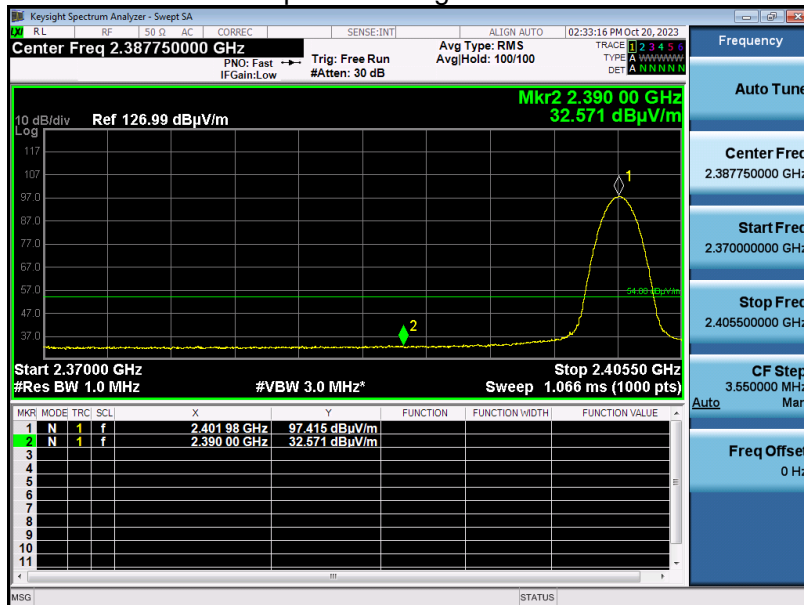 Keysight Spectrum Analyzer - Swept SA
LXI RL RF 50 Ω AC CORREC SENSE:INT ALIGN AUTO 02:33:16 PM Oct 20, 2023
Center Freq 2.387750000 GHz
PNO: Fast
IFGain:Low
Trig: Free Run
#Atten: 30 dB
Avg Type: RMS
Avg|Hold: 100/100
TRACE 1 2 3 4 5 6
TYPE A WWWWW
DET A N N N N N
Mkr2 2.390 00 GHz
32.571 dBµV/m
10 dB/div Ref 126.99 dBµV/m
Log
117
107
97.0
87.0
77.0
67.0
57.0
47.0
37.0
1
2
54.00 dBµV/m
Start 2.37000 GHz Stop 2.40550 GHz
#Res BW 1.0 MHz #VBW 3.0 MHz* Sweep 1.066 ms (1000 pts)
MKR MODE TRC SCL X Y FUNCTION FUNCTION WIDTH FUNCTION VALUE
1 N 1 f 2.401 98 GHz 97.415 dBµV/m
2 N 1 f 2.390 00 GHz 32.571 dBµV/m
3
4
5
6
7
8
9
10
11
MSG STATUS
Frequency
Auto Tune
Center Freq
2.387750000 GHz
Start Freq
2.370000000 GHz
Stop Freq
2.405500000 GHz
CF Step
3.550000 MHz
Auto Man
Freq Offset
0 Hz